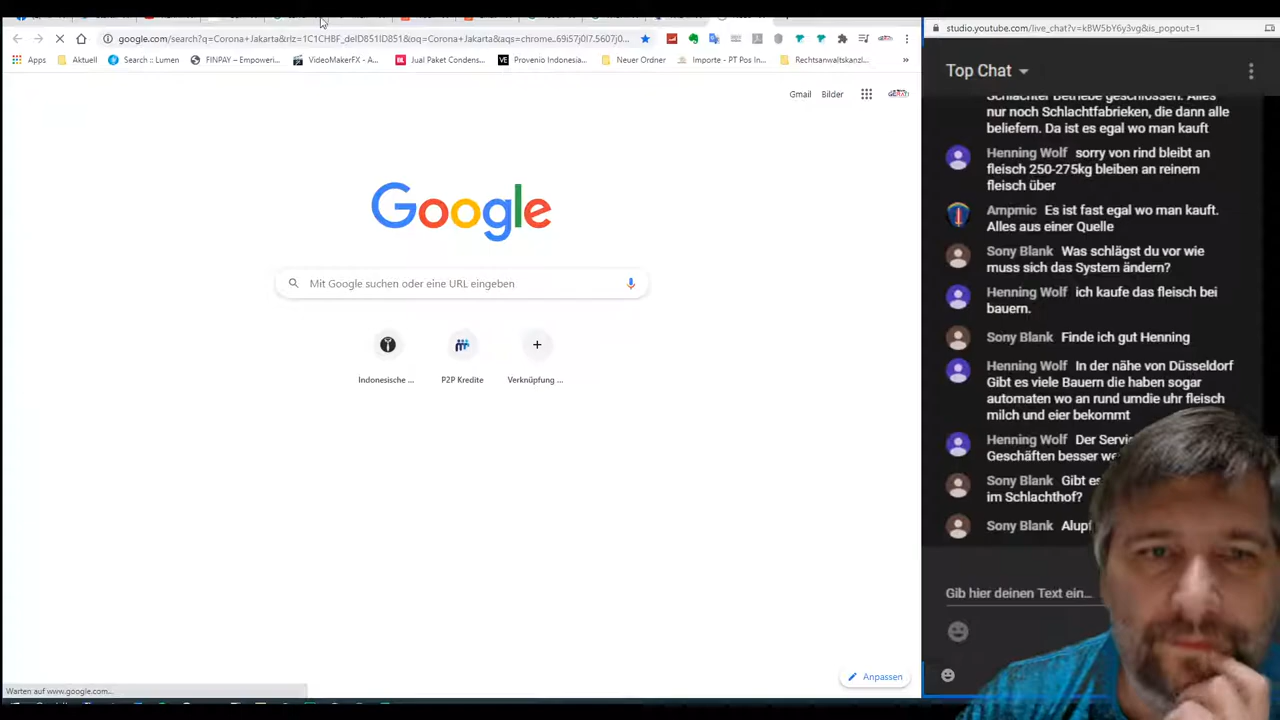 google.com/search?q=Corona+Jakarta&rlz=1C1CHBF_deID851ID851&oq=Corona+Jakarta&aqs=chrome..69i57j0l7.5607j0...
Apps
Aktuell
Search :: Lumen
FINPAY – Empoweri...
VideoMakerFX - A...
Jual Paket Condens...
Provenio Indonesia...
Neuer Ordner
Importe - PT Pos In...
Rechtsanwaltskanzl...
»
Gmail
Bilder
Google
Mit Google suchen oder eine URL eingeben
Indonesische ...
P2P Kredite
Verknüpfung ...
Anpassen
Warten auf www.google.com...
studio.youtube.com/live_chat?v=kBW5bY6y3vg&is_popout=1
Top Chat
Schlachter Betriebe geschlossen. Alles
nur noch Schlachtfabriken, die dann alle
beliefern. Da ist es egal wo man kauft
Henning Wolf sorry von rind bleibt an
fleisch 250-275kg bleiben an reinem
fleisch über
Ampmic Es ist fast egal wo man kauft.
Alles aus einer Quelle
Sony Blank Was schlägst du vor wie
muss sich das System ändern?
Henning Wolf ich kaufe das fleisch bei
bauern.
Sony Blank Finde ich gut Henning
Henning Wolf In der nähe von Düsseldorf
Gibt es viele Bauern die haben sogar
automaten wo an rund umdie uhr fleisch
milch und eier bekommt
Henning Wolf Der Servi
Geschäften besser we
Sony Blank Gibt es
im Schlachthof?
Sony Blank Alupf
Gib hier deinen Text ein...